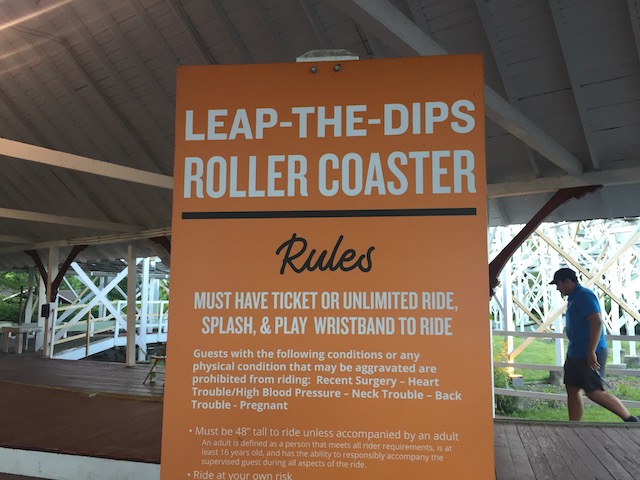 LEAP-THE-DIPS
ROLLER COASTER
Rules
MUST HAVE TICKET OR UNLIMITED RIDE,
SPLASH, & PLAY WRISTBAND TO RIDE
Guests with the following conditions or any
physical condition that may be aggravated are
prohibited from riding: Recent Surgery – Heart
Trouble/High Blood Pressure – Neck Trouble – Back
Trouble - Pregnant
• Must be 48" tall to ride unless accompanied by an adult
An adult is defined as a person that meets all rider requirements, is at
least 16 years old, and has the ability to responsibly accompany the
supervised guest during all aspects of the ride.
• Ride at your own risk